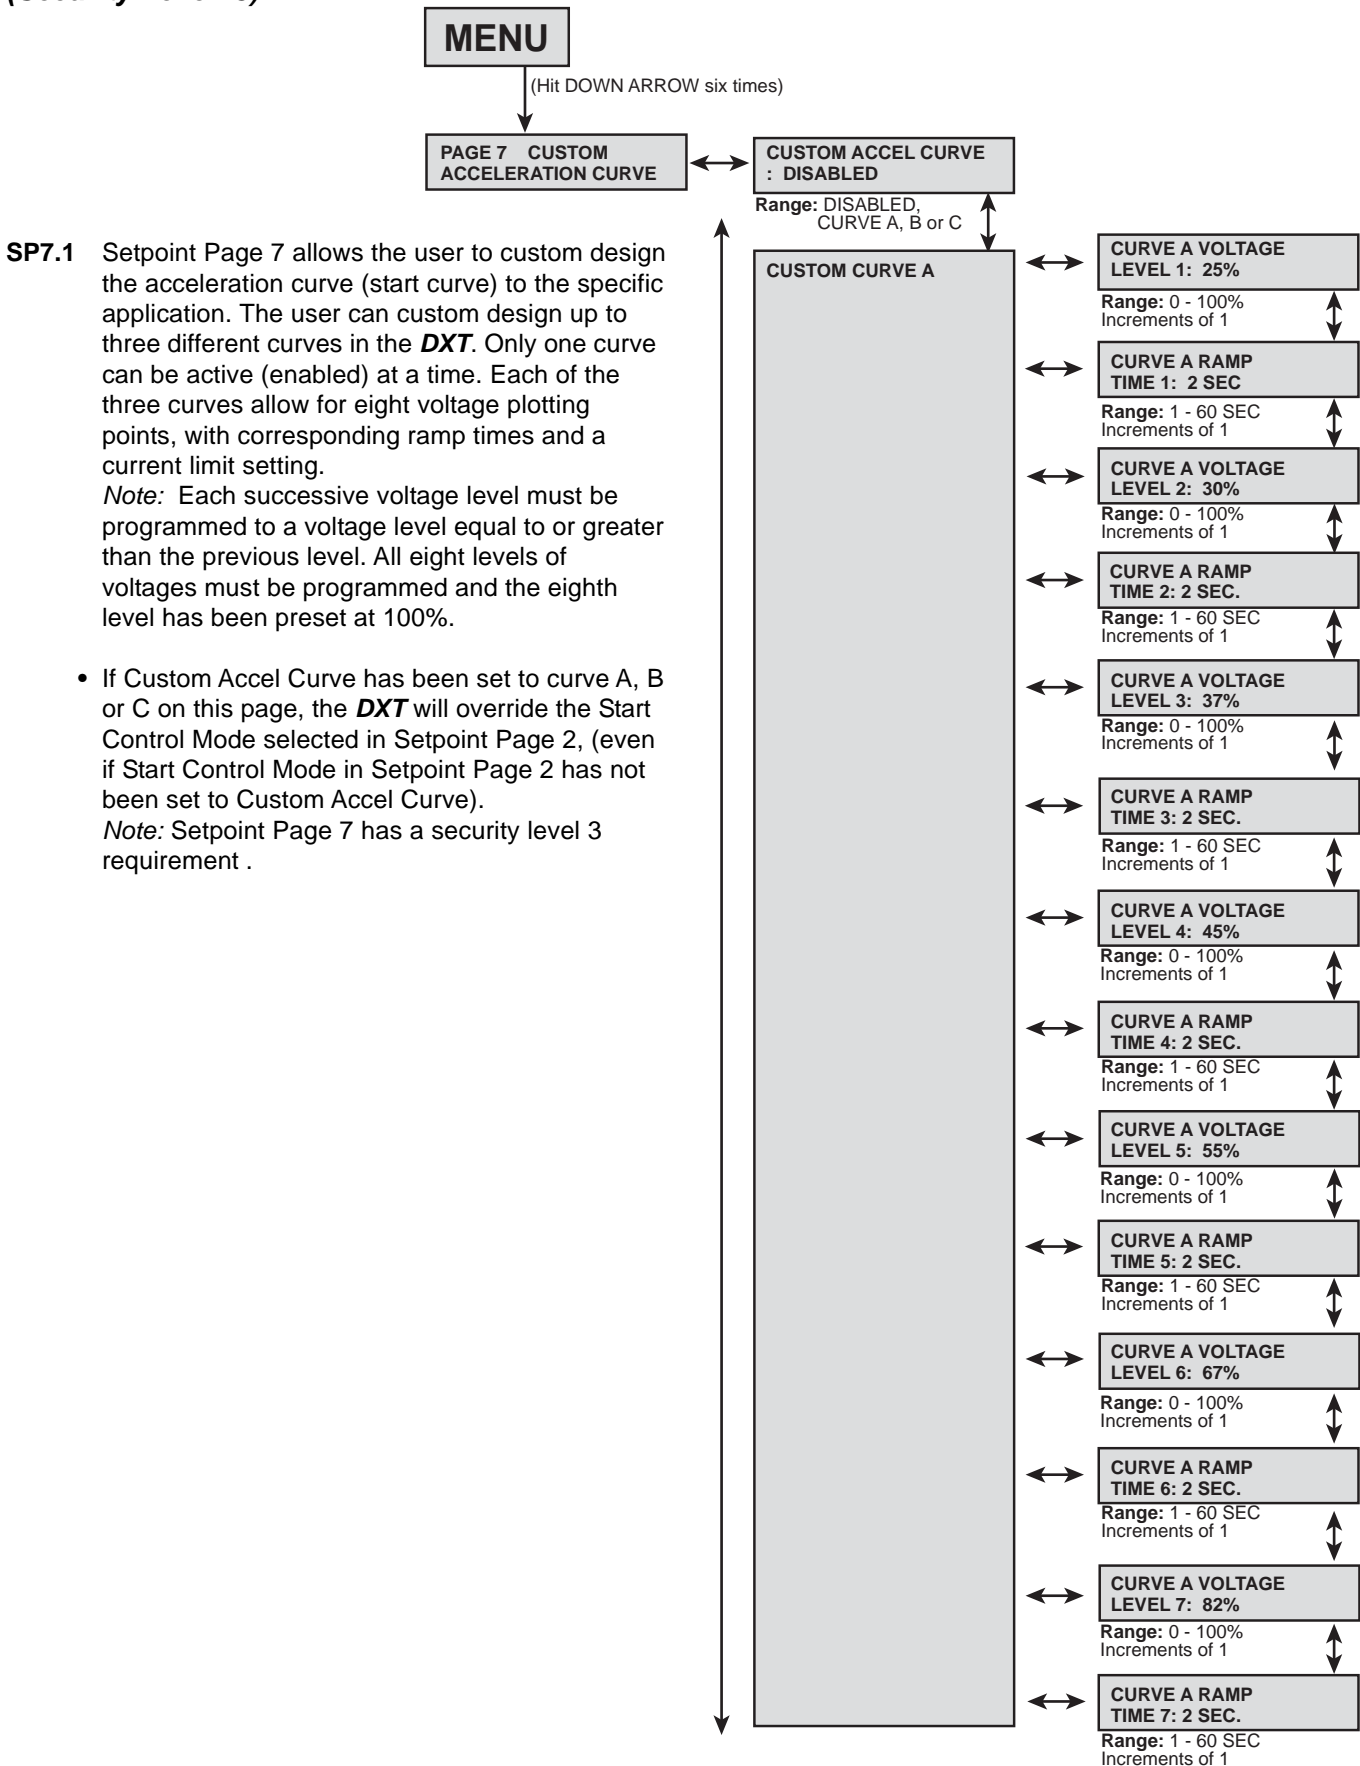 MENU
(Hit DOWN ARROW six times)
PAGE 7 CUSTOM
ACCELERATION CURVE
CUSTOM ACCEL CURVE
: DISABLED
Range: DISABLED,
CURVE A, B or C
SP7.1 Setpoint Page 7 allows the user to custom design
the acceleration curve (start curve) to the specific
application. The user can custom design up to
three different curves in the DXT. Only one curve
can be active (enabled) at a time. Each of the
three curves allow for eight voltage plotting
points, with corresponding ramp times and a
current limit setting.
Note: Each successive voltage level must be
programmed to a voltage level equal to or greater
than the previous level. All eight levels of
voltages must be programmed and the eighth
level has been preset at 100%.
• If Custom Accel Curve has been set to curve A, B
or C on this page, the DXT will override the Start
Control Mode selected in Setpoint Page 2, (even
if Start Control Mode in Setpoint Page 2 has not
been set to Custom Accel Curve).
Note: Setpoint Page 7 has a security level 3
requirement .
CUSTOM CURVE A
CURVE A VOLTAGE
LEVEL 1: 25%
Range: 0 - 100%
Increments of 1
CURVE A RAMP
TIME 1: 2 SEC
Range: 1 - 60 SEC
Increments of 1
CURVE A VOLTAGE
LEVEL 2: 30%
Range: 0 - 100%
Increments of 1
CURVE A RAMP
TIME 2: 2 SEC.
Range: 1 - 60 SEC
Increments of 1
CURVE A VOLTAGE
LEVEL 3: 37%
Range: 0 - 100%
Increments of 1
CURVE A RAMP
TIME 3: 2 SEC.
Range: 1 - 60 SEC
Increments of 1
CURVE A VOLTAGE
LEVEL 4: 45%
Range: 0 - 100%
Increments of 1
CURVE A RAMP
TIME 4: 2 SEC.
Range: 1 - 60 SEC
Increments of 1
CURVE A VOLTAGE
LEVEL 5: 55%
Range: 0 - 100%
Increments of 1
CURVE A RAMP
TIME 5: 2 SEC.
Range: 1 - 60 SEC
Increments of 1
CURVE A VOLTAGE
LEVEL 6: 67%
Range: 0 - 100%
Increments of 1
CURVE A RAMP
TIME 6: 2 SEC.
Range: 1 - 60 SEC
Increments of 1
CURVE A VOLTAGE
LEVEL 7: 82%
Range: 0 - 100%
Increments of 1
CURVE A RAMP
TIME 7: 2 SEC.
Range: 1 - 60 SEC
Increments of 1